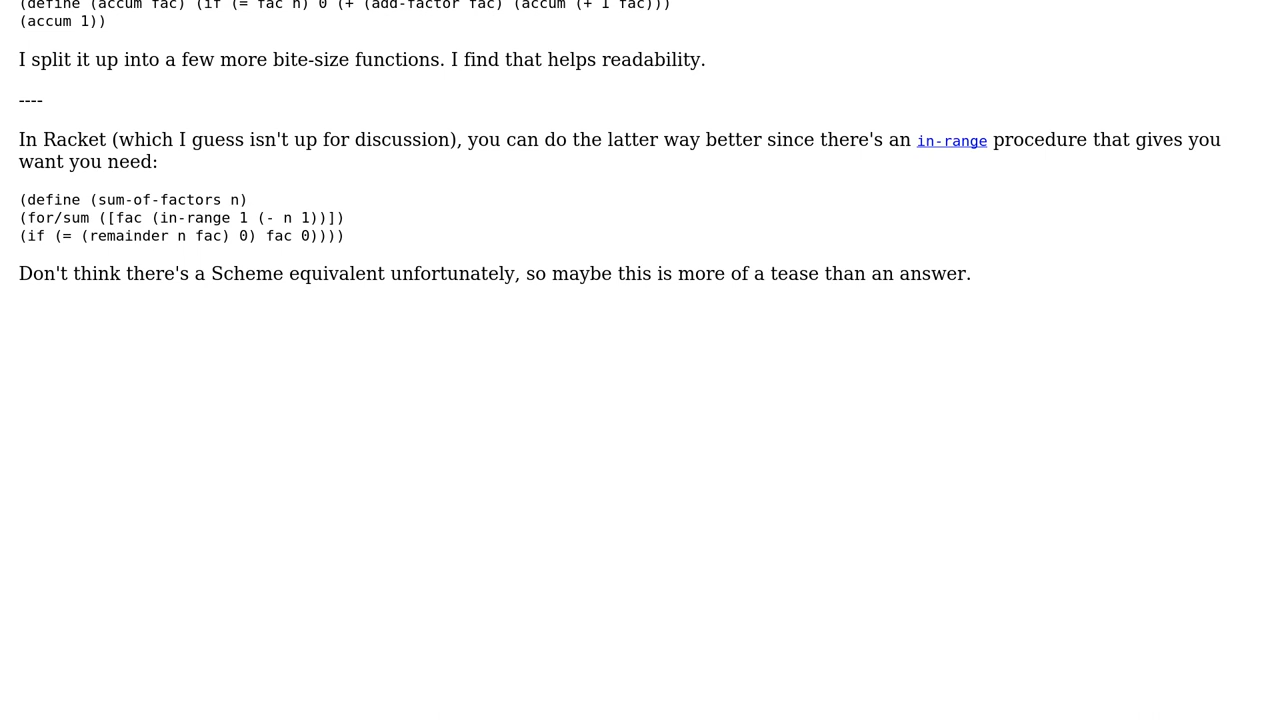 (define (accum fac) (if (= fac n) 0 (+ (add-factor fac) (accum (+ 1 fac)))
(accum 1))
I split it up into a few more bite-size functions. I find that helps readability.
----
In Racket (which I guess isn't up for discussion), you can do the latter way better since there's an in-range procedure that gives you
want you need:
(define (sum-of-factors n)
(for/sum ([fac (in-range 1 (- n 1))])
(if (= (remainder n fac) 0) fac 0))))
Don't think there's a Scheme equivalent unfortunately, so maybe this is more of a tease than an answer.